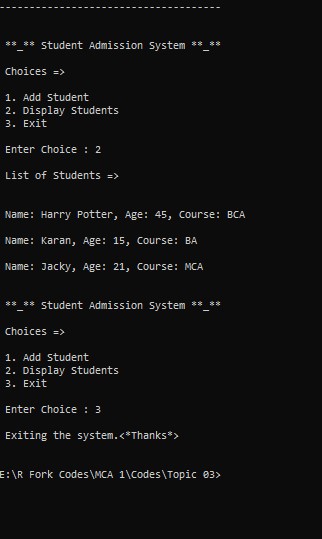 -------------------------------------
**_** Student Admission System **_**
Choices =>
1. Add Student
2. Display Students
3. Exit
Enter Choice : 2
List of Students =>
Name: Harry Potter, Age: 45, Course: BCA
Name: Karan, Age: 15, Course: BA
Name: Jacky, Age: 21, Course: MCA
**_** Student Admission System **_**
Choices =>
1. Add Student
2. Display Students
3. Exit
Enter Choice : 3
Exiting the system.<*Thanks*>
E:\R Fork Codes\MCA 1\Codes\Topic 03>